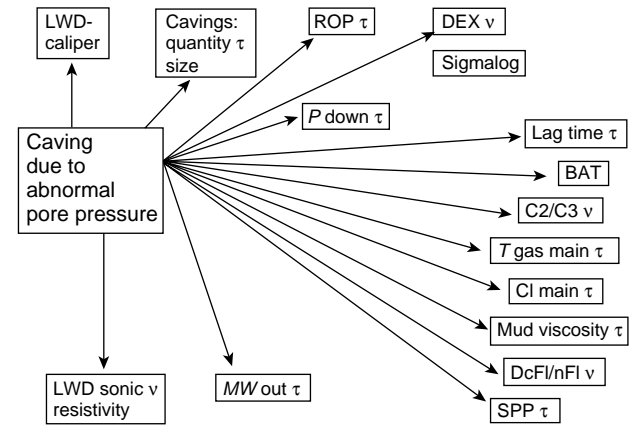 LWD-
caliper
Cavings:
quantity τ
size
ROP τ
DEX ν
Sigmalog
P down τ
Caving
due to
abnormal
pore pressure
Lag time τ
BAT
C2/C3 ν
T gas main τ
Cl main τ
Mud viscosity τ
DcFl/nFl ν
SPP τ
LWD sonic ν
resistivity
MW out τ